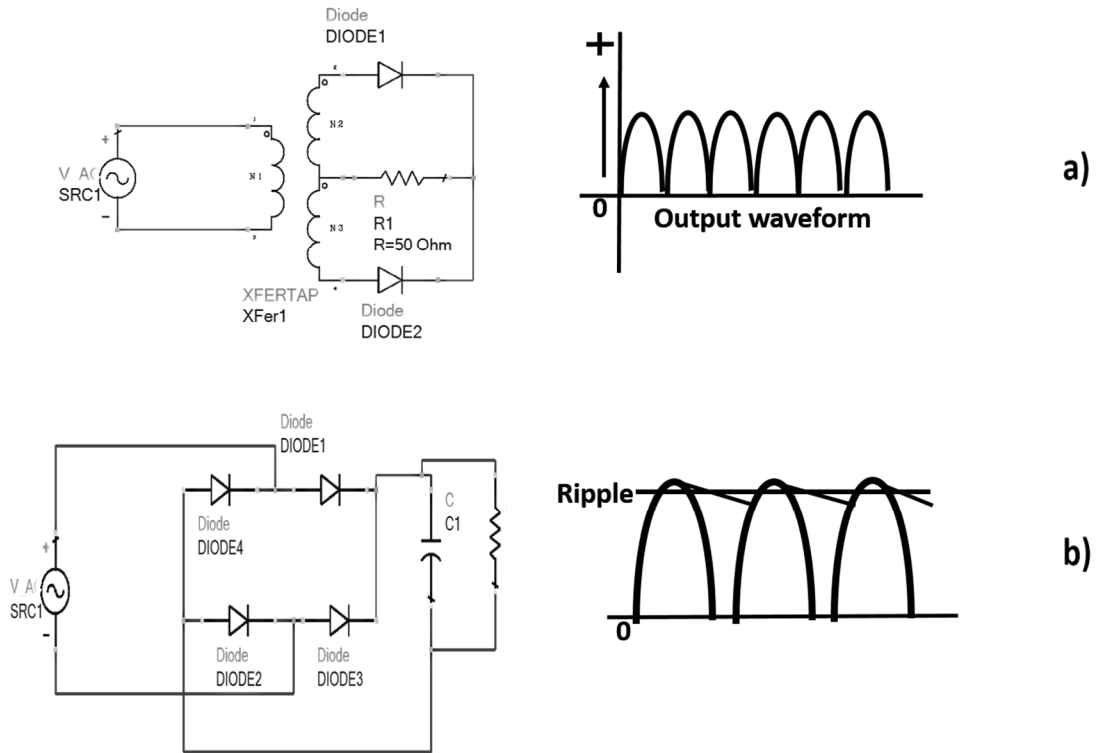 Diode
DIODE1
+
N2
+
V_AC
SRC1
-
N1
a)
0
Output waveform
R
R1
R=50 Ohm
N3
XFERTAP
XFer1
Diode
DIODE2
Diode
DIODE1
Ripple
C
C1
Diode
DIODE4
b)
+
V_AC
SRC1
-
0
Diode
DIODE2
Diode
DIODE3